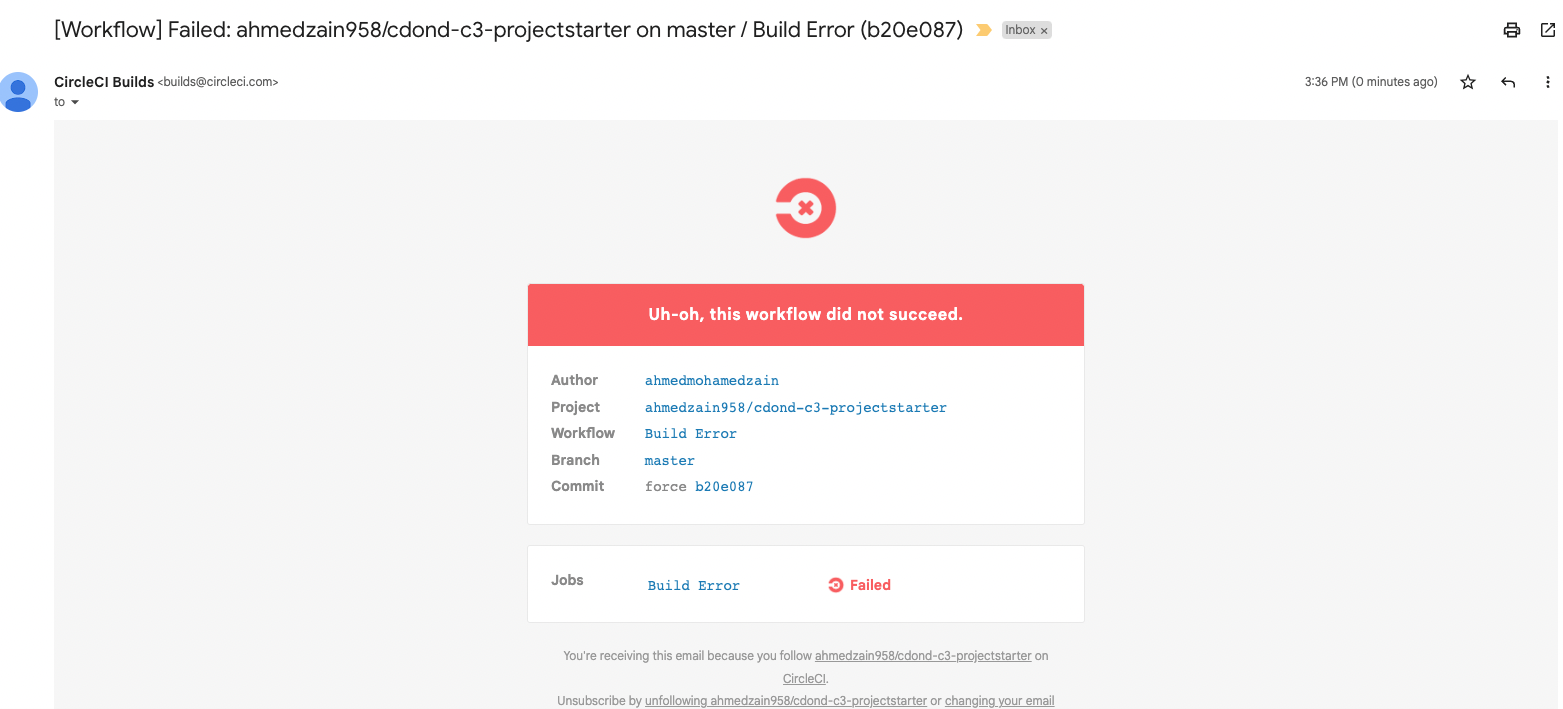 [Workflow] Failed: ahmedzain958/cdond-c3-projectstarter on master / Build Error (b20e087) Inbox ×
CircleCI Builds <builds@circleci.com> 3:36 PM (0 minutes ago)
to
Uh-oh, this workflow did not succeed.
Author ahmedmohamedzain
Project ahmedzain958/cdond-c3-projectstarter
Workflow Build Error
Branch master
Commit force b20e087
Jobs Build Error Failed
You're receiving this email because you follow ahmedzain958/cdond-c3-projectstarter on
CircleCI.
Unsubscribe by unfollowing ahmedzain958/cdond-c3-projectstarter or changing your email